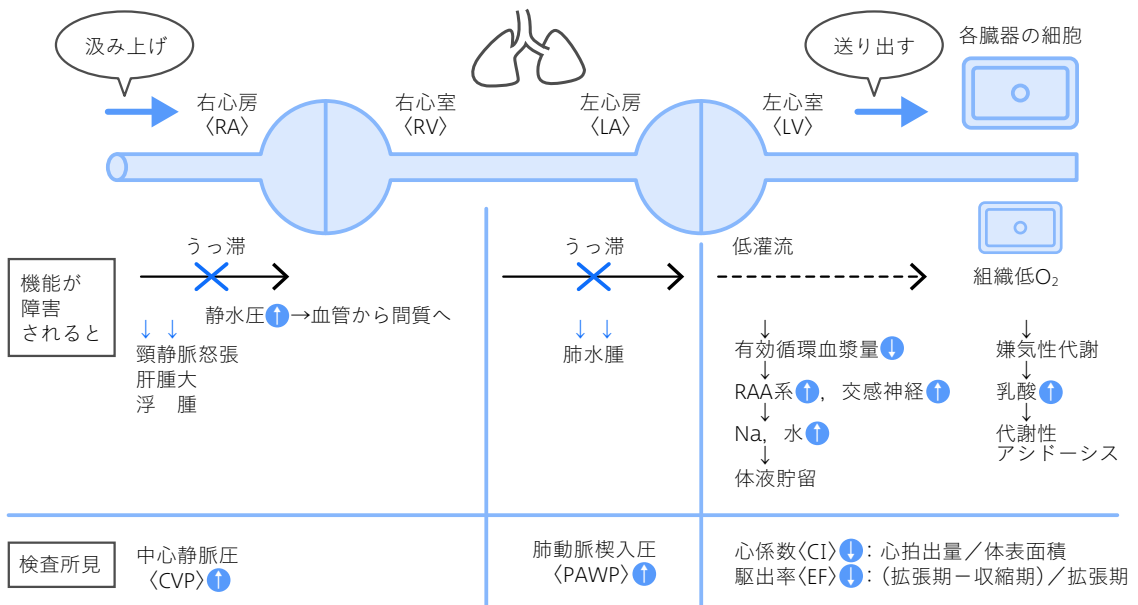 汲み上げ
送り出す
各臓器の細胞
右心房
〈RA〉
右心室
〈RV〉
左心房
〈LA〉
左心室
〈LV〉
機能が
障害
されると
うっ滞
静水圧↑→血管から間質へ
↓ ↓
頸静脈怒張
肝腫大
浮 腫
うっ滞
↓ ↓
肺水腫
低灌流
↓
有効循環血漿量↓
↓
RAA系↑, 交感神経↑
↓
Na, 水↑
↓
体液貯留
組織低O₂
↓
嫌気性代謝
↓
乳酸↑
↓
代謝性
アシドーシス
検査所見
中心静脈圧
〈CVP〉↑
肺動脈楔入圧
〈PAWP〉↑
心係数〈CI〉↓：心拍出量／体表面積
駆出率〈EF〉↓：(拡張期－収縮期)／拡張期